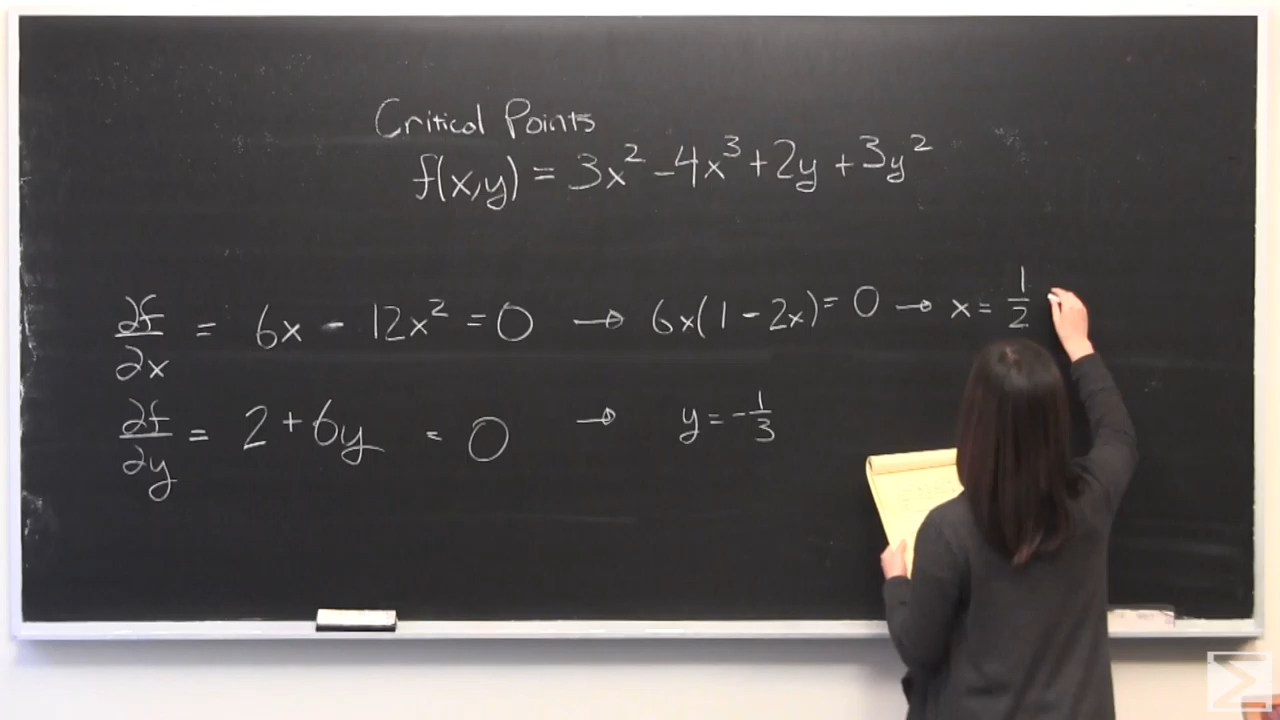 Critical Points
f(x,y) = 3x² - 4x³ + 2y + 3y²
∂f/∂x = 6x - 12x² = 0 → 6x(1 - 2x) = 0 → x = 1/2
∂f/∂y = 2 + 6y = 0 → y = -1/3